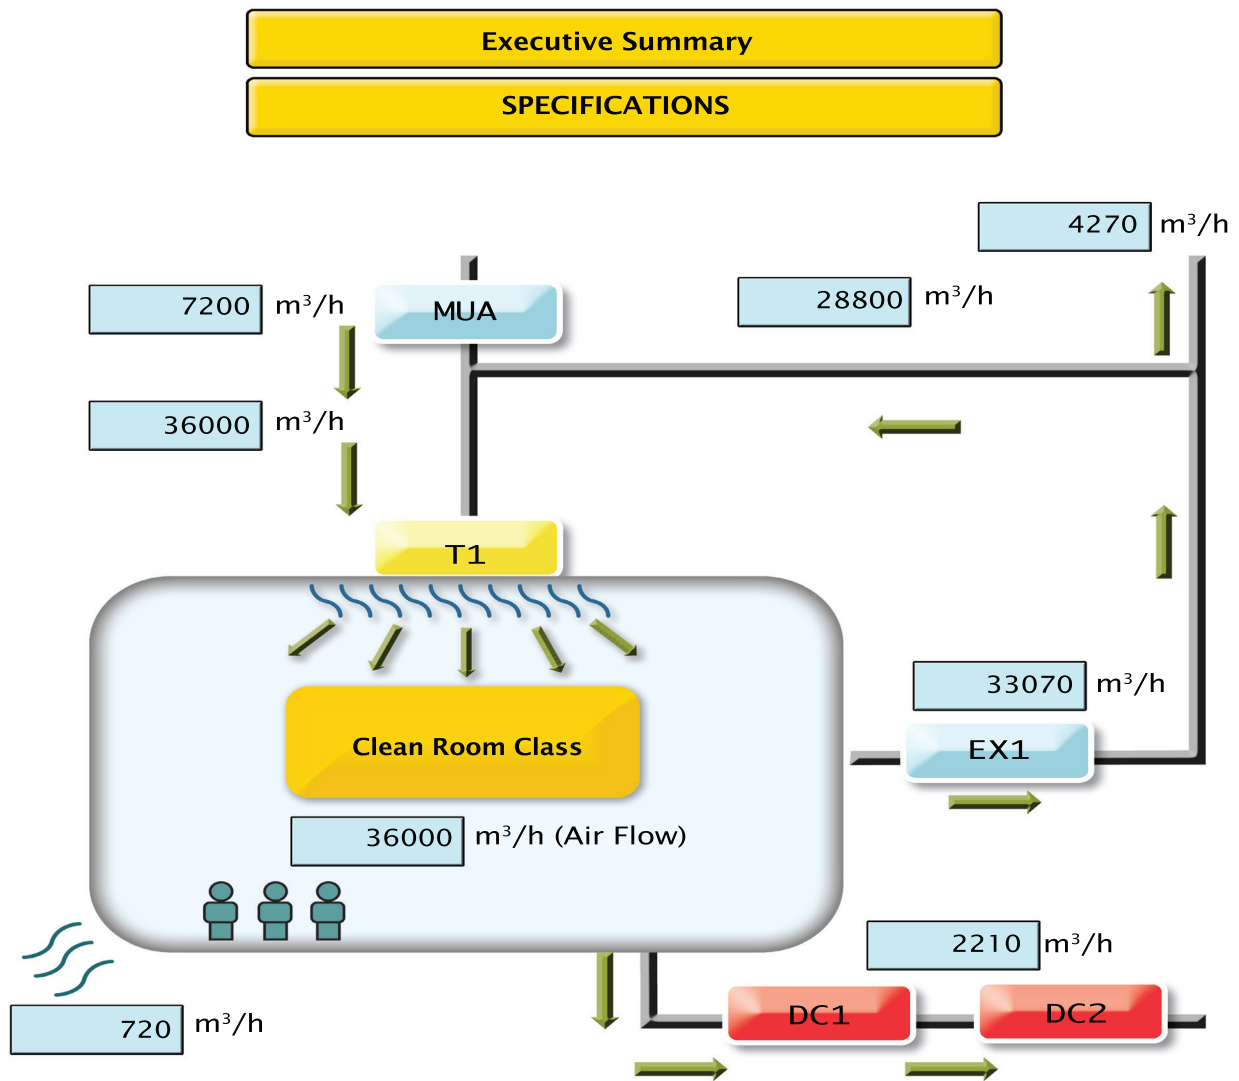 Executive Summary
SPECIFICATIONS
4270 m³/h
28800 m³/h
7200 m³/h
MUA
36000 m³/h
T1
Clean Room Class
33070 m³/h
EX1
36000 m³/h (Air Flow)
2210 m³/h
DC1
DC2
720 m³/h